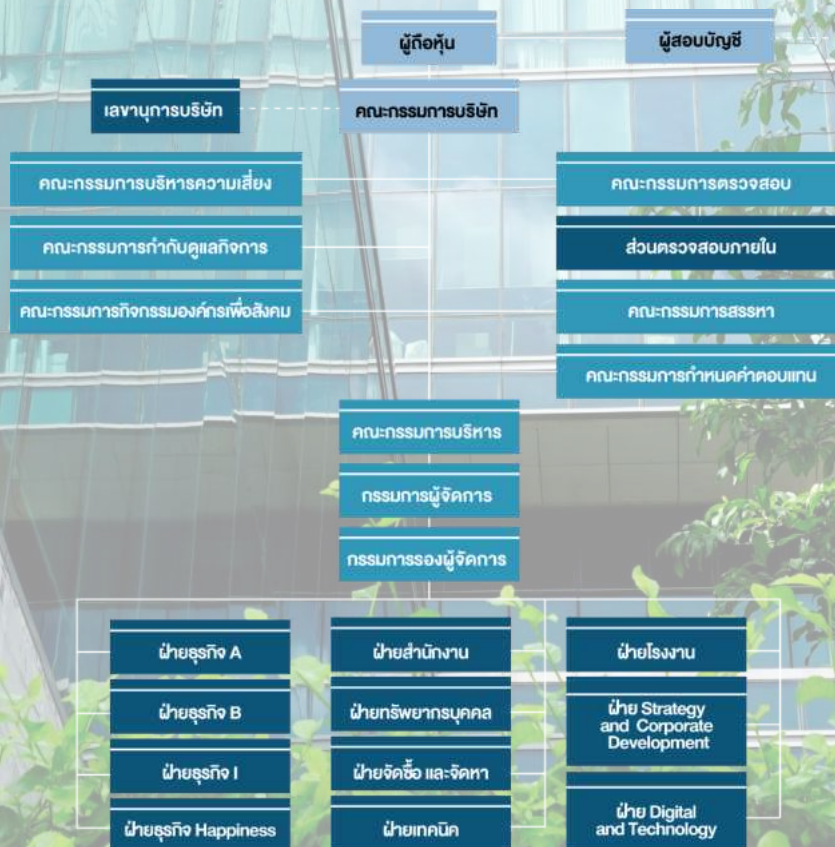 ผู้ถือหุ้น
ผู้สอบบัญชี
เลขานุการบริษัท
คณะกรรมการบริษัท
คณะกรรมการบริหารความเสี่ยง
คณะกรรมการตรวจสอบ
คณะกรรมการกำกับดูแลกิจการ
ส่วนตรวจสอบภายใน
คณะกรรมการกิจกรรมองค์กรเพื่อสังคม
คณะกรรมการสรรหา
คณะกรรมการกำหนดค่าตอบแทน
คณะกรรมการบริหาร
กรรมการผู้จัดการ
กรรมการรองผู้จัดการ
ฝ่ายธุรกิจ A
ฝ่ายสำนักงาน
ฝ่ายโรงงาน
ฝ่ายธุรกิจ B
ฝ่ายทรัพยากรบุคคล
ฝ่าย Strategy
and Corporate
Development
ฝ่ายธุรกิจ I
ฝ่ายจัดซื้อ และจัดหา
ฝ่ายธุรกิจ Happiness
ฝ่ายเทคนิค
ฝ่าย Digital
and Technology